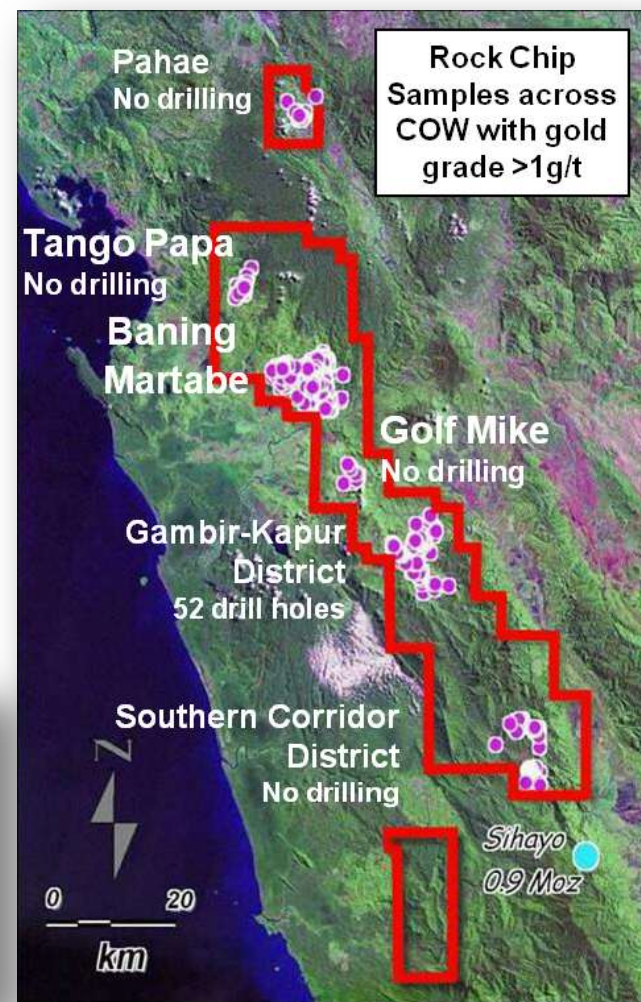 Pahae
No drilling
Rock Chip
Samples across
COW with gold
grade >1g/t
Tango Papa
No drilling
Baning
Martabe
Golf Mike
No drilling
Gambir-Kapur
District
52 drill holes
Southern Corridor
District
No drilling
N
Sihayo
0.9 Moz
0 20
km